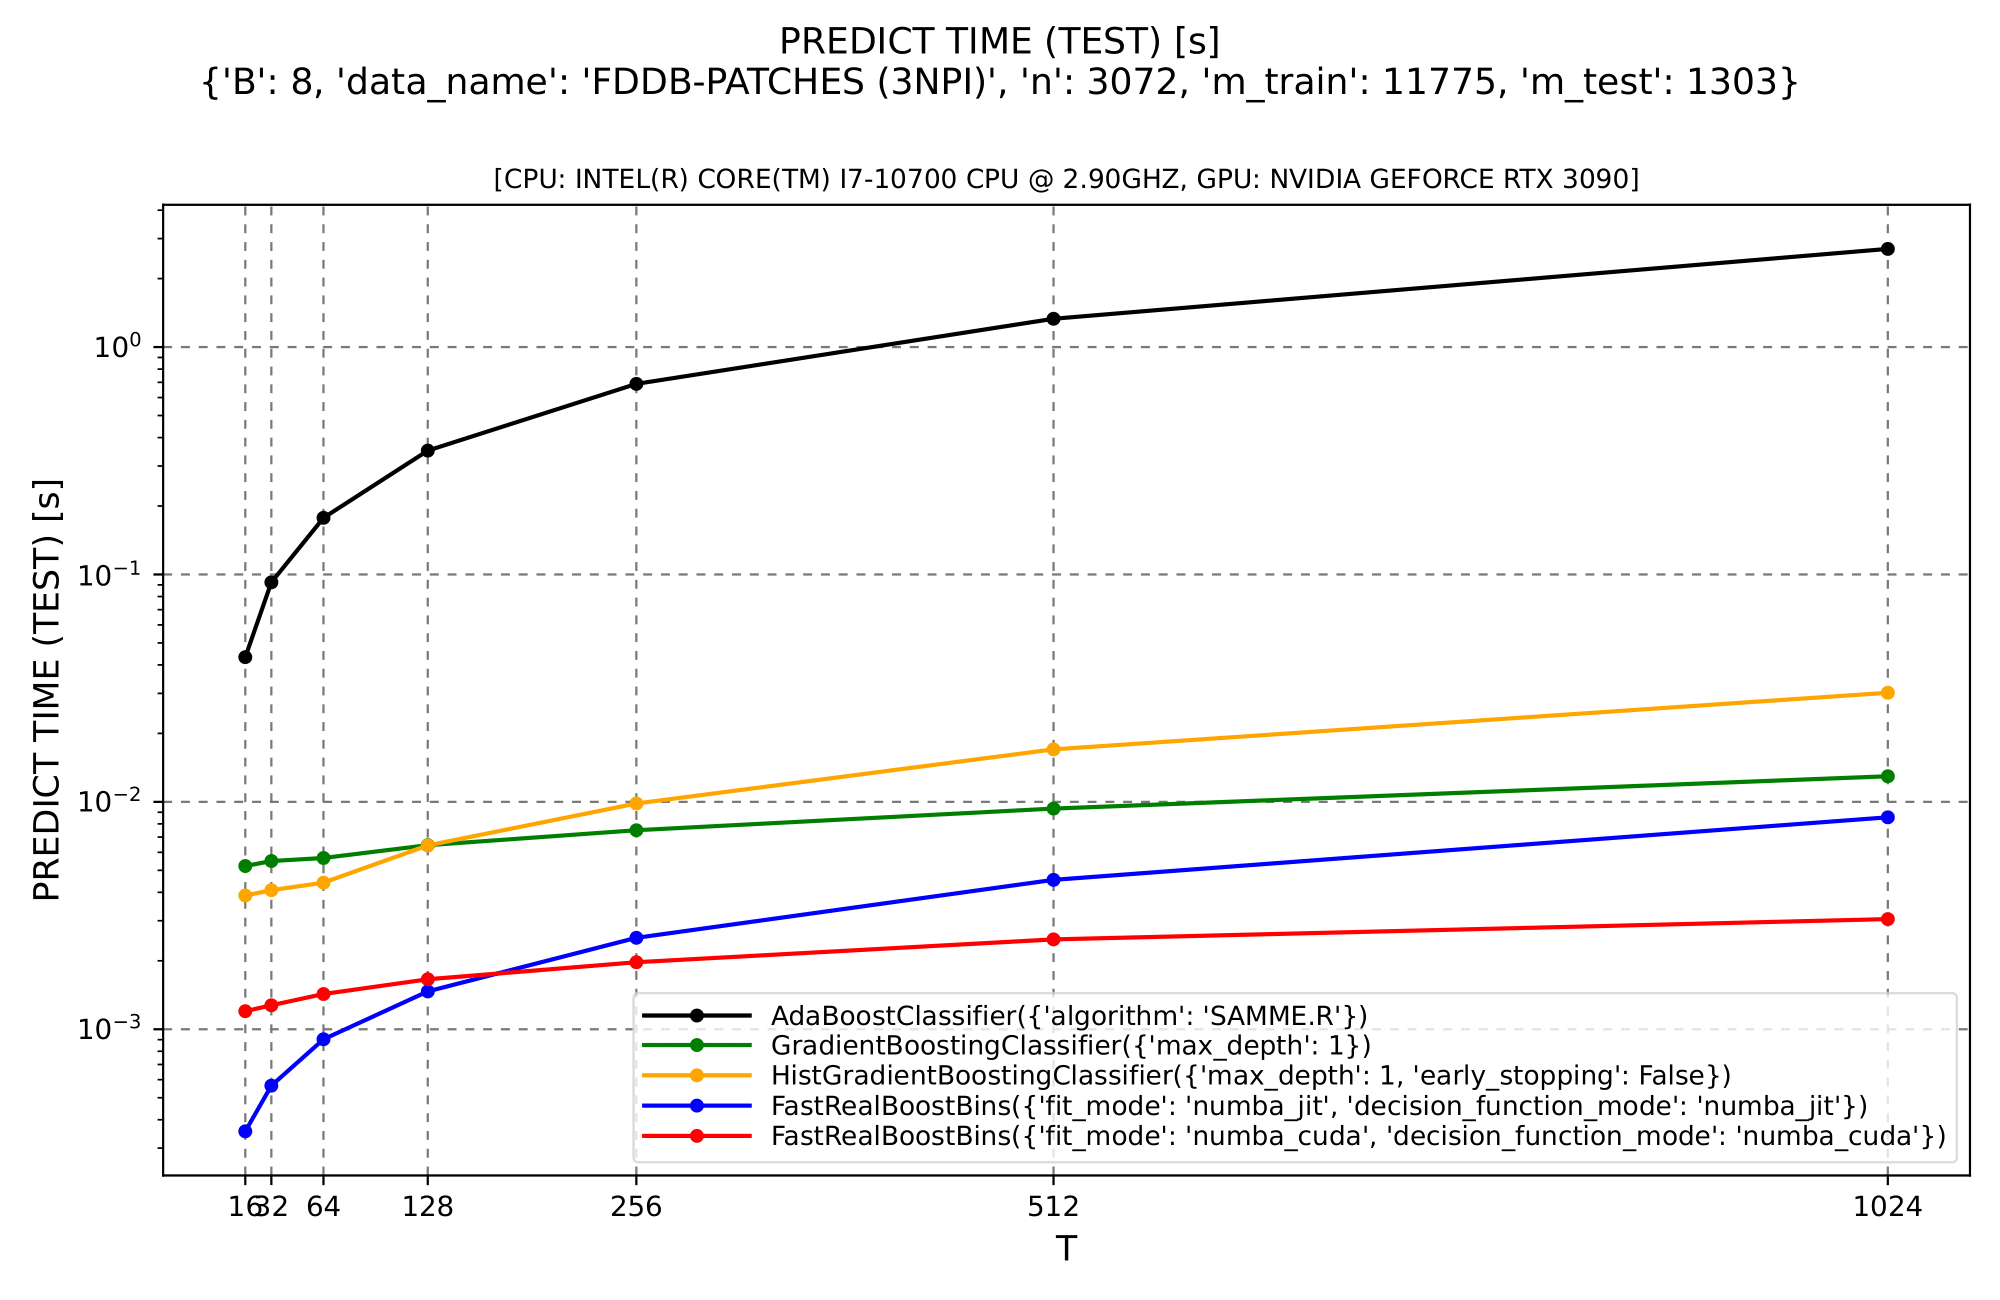 PREDICT TIME (TEST) [s]
{'B': 8, 'data_name': 'FDDB-PATCHES (3NPI)', 'n': 3072, 'm_train': 11775, 'm_test': 1303}
[CPU: INTEL(R) CORE(TM) I7-10700 CPU @ 2.90GHZ, GPU: NVIDIA GEFORCE RTX 3090]
PREDICT TIME (TEST) [s]
10⁰
10⁻¹
10⁻²
10⁻³
AdaBoostClassifier({'algorithm': 'SAMME.R'})
GradientBoostingClassifier({'max_depth': 1})
HistGradientBoostingClassifier({'max_depth': 1, 'early_stopping': False})
FastRealBoostBins({'fit_mode': 'numba_jit', 'decision_function_mode': 'numba_jit'})
FastRealBoostBins({'fit_mode': 'numba_cuda', 'decision_function_mode': 'numba_cuda'})
16 32 64 128 256 512 1024
T